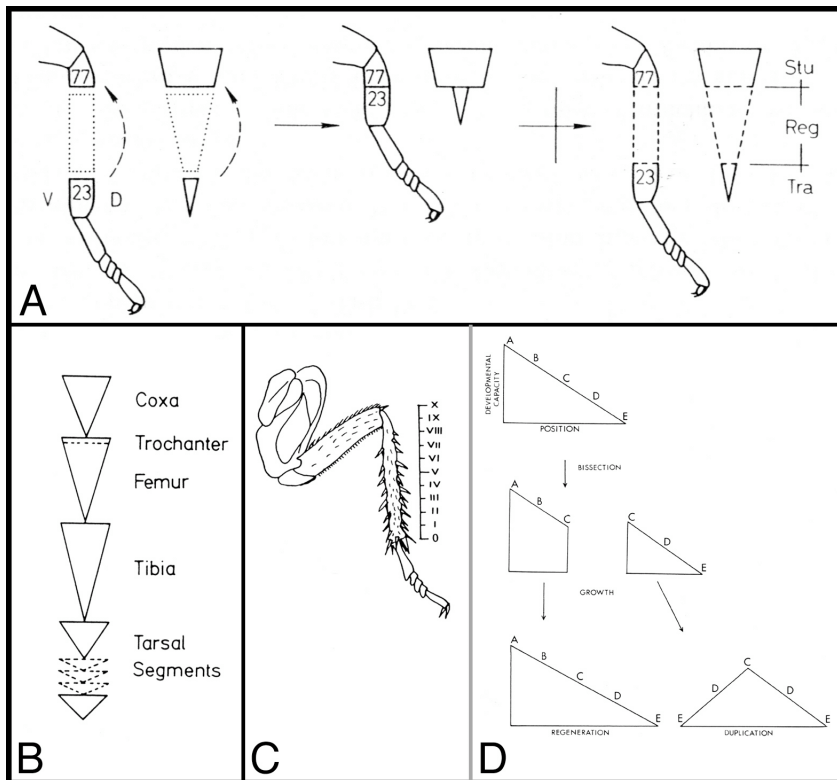 77
23
V
D
77
23
77
23
Stu
Reg
Tra
A
Coxa
Trochanter
Femur
Tibia
Tarsal
Segments
B
X
IX
VIII
VII
VI
V
IV
III
II
I
0
C
A
B
C
D
E
DEVELOPMENTAL
CAPACITY
POSITION
BISSECTION
A
B
C
C
D
E
GROWTH
A
B
C
D
E
REGENERATION
C
D
D
E
E
DUPLICATION
D